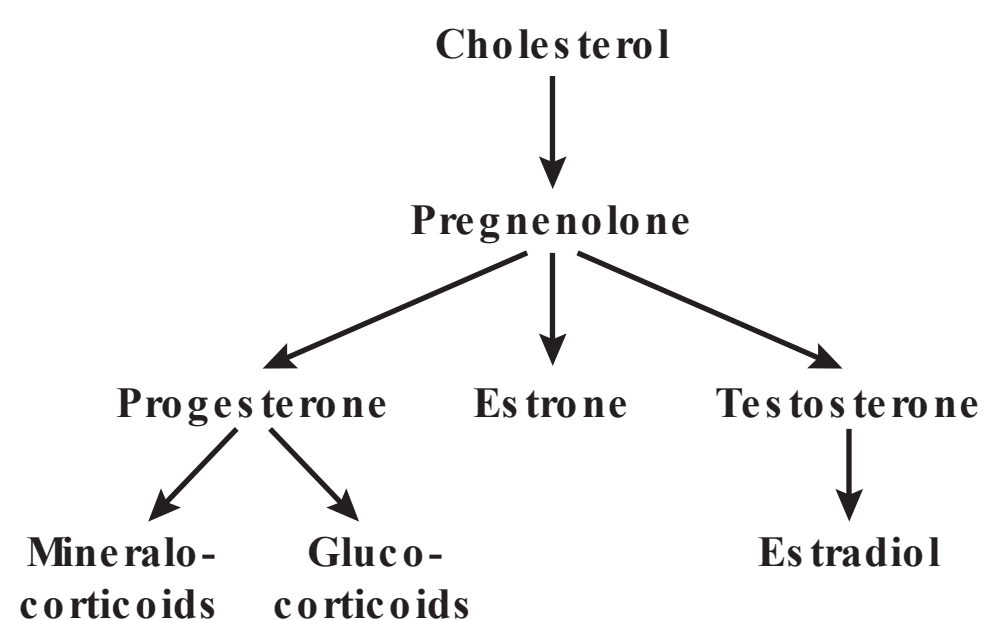 Cholesterol
Pregnenolone
Progesterone
Estrone
Testosterone
Mineralo-
corticoids
Gluco-
corticoids
Estradiol